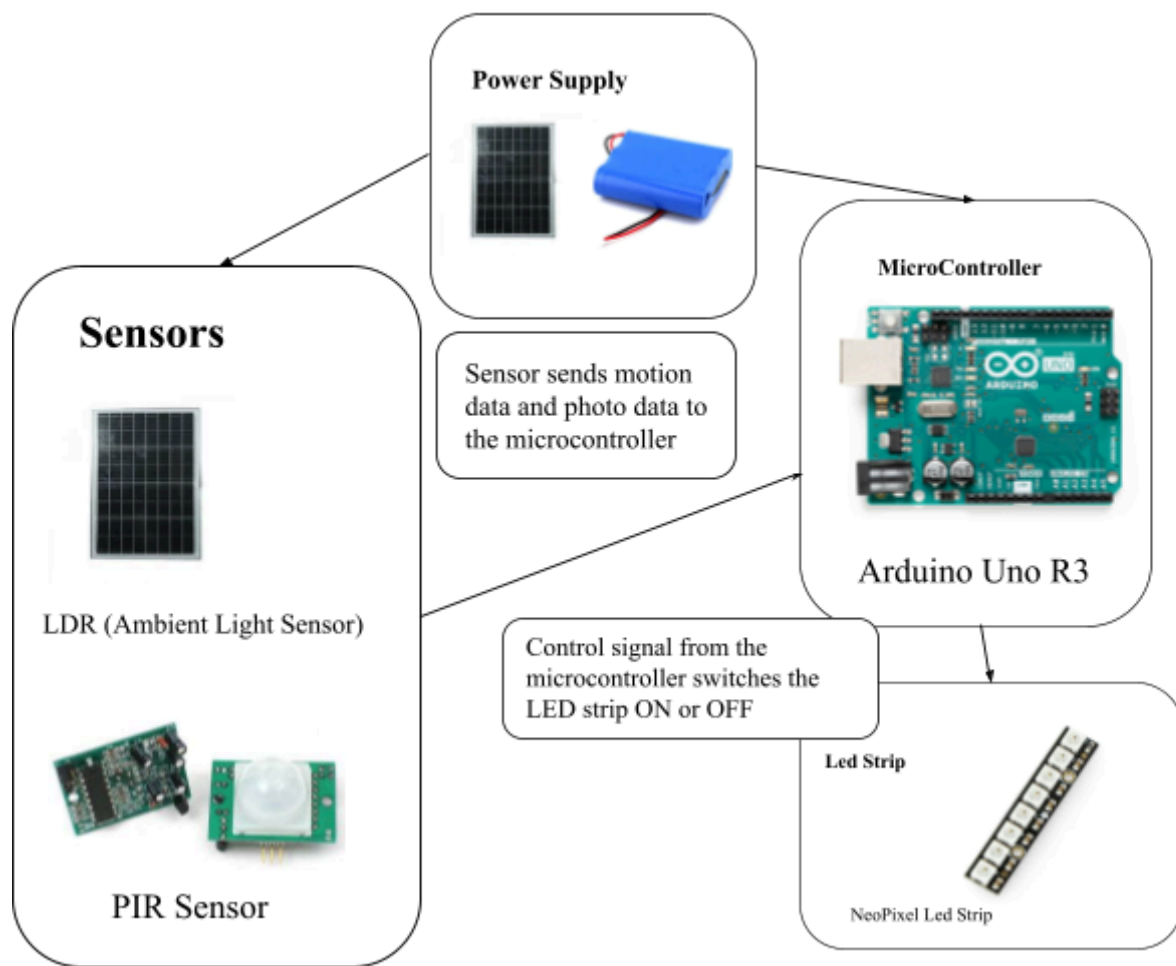 Power Supply
MicroController
Sensors
Sensor sends motion
data and photo data to
the microcontroller
UNO
ARDUINO
Arduino Uno R3
LDR (Ambient Light Sensor)
Control signal from the
microcontroller switches the
LED strip ON or OFF
Led Strip
PIR Sensor
NeoPixel Led Strip